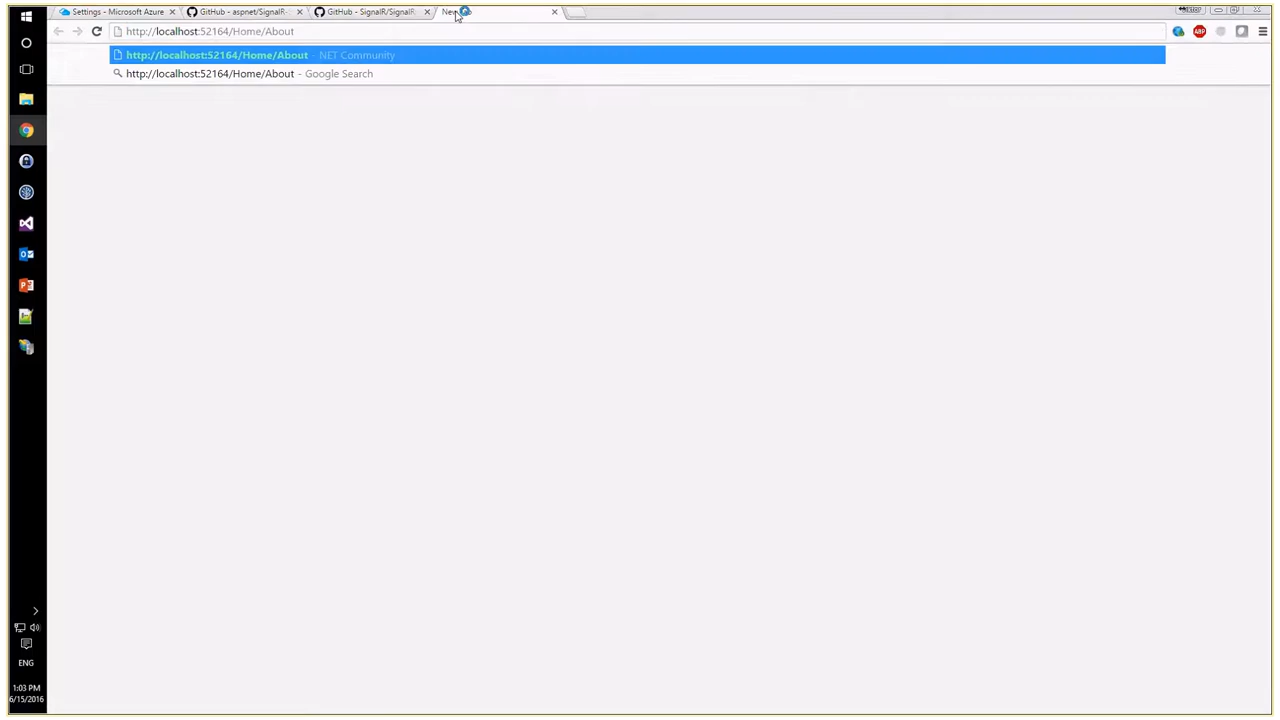 Settings - Microsoft Azure
GitHub - aspnet/SignalR-
GitHub - SignalR/SignalR:
http://localhost:52164/Home/About
http://localhost:52164/Home/About - .NET Community
http://localhost:52164/Home/About - Google Search
ABP
ENG
1:03 PM
6/15/2016